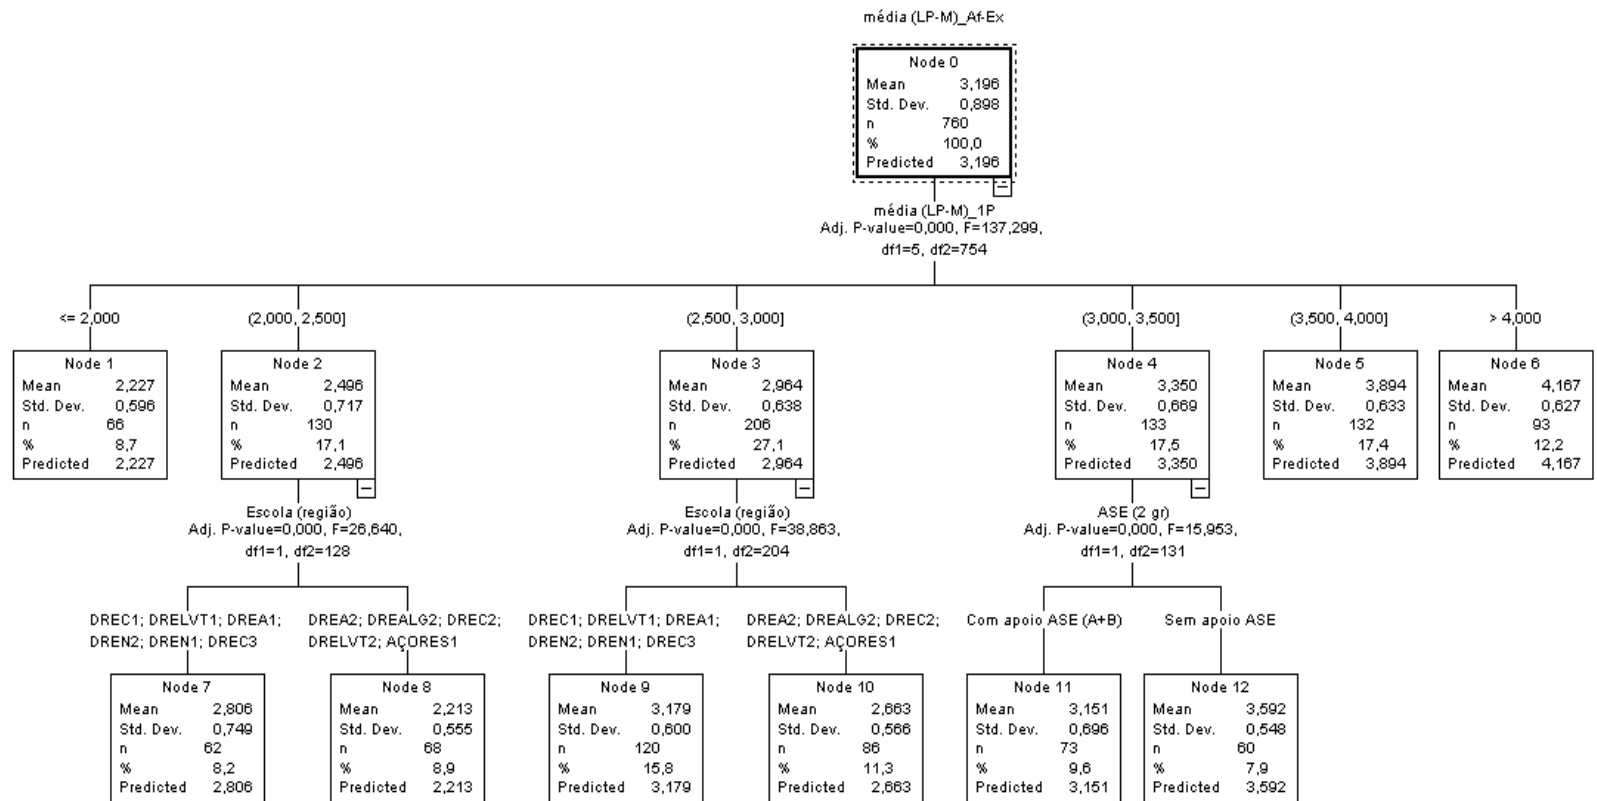 média (LP-M)_Af-Ex
Node 0
Mean 3,196
Std. Dev. 0,898
n 760
% 100,0
Predicted 3,196
média (LP-M)_1P
Adj. P-value=0,000, F=137,299,
df1=5, df2=754
<= 2,000
(2,000, 2,500]
(2,500, 3,000]
(3,000, 3,500]
(3,500, 4,000]
> 4,000
Node 1
Mean 2,227
Std. Dev. 0,596
n 66
% 8,7
Predicted 2,227
Node 2
Mean 2,496
Std. Dev. 0,717
n 130
% 17,1
Predicted 2,496
Node 3
Mean 2,964
Std. Dev. 0,638
n 206
% 27,1
Predicted 2,964
Node 4
Mean 3,350
Std. Dev. 0,669
n 133
% 17,5
Predicted 3,350
Node 5
Mean 3,894
Std. Dev. 0,633
n 132
% 17,4
Predicted 3,894
Node 6
Mean 4,167
Std. Dev. 0,627
n 93
% 12,2
Predicted 4,167
Escola (região)
Adj. P-value=0,000, F=26,640,
df1=1, df2=128
Escola (região)
Adj. P-value=0,000, F=38,863,
df1=1, df2=204
ASE (2 gr)
Adj. P-value=0,000, F=15,953,
df1=1, df2=131
DREC1; DRELVT1; DREA1;
DREN2; DREN1; DREC3
DREA2; DREALG2; DREC2;
DRELVT2; AÇORES1
DREC1; DRELVT1; DREA1;
DREN2; DREN1; DREC3
DREA2; DREALG2; DREC2;
DRELVT2; AÇORES1
Com apoio ASE (A+B)
Sem apoio ASE
Node 7
Mean 2,806
Std. Dev. 0,749
n 62
% 8,2
Predicted 2,806
Node 8
Mean 2,213
Std. Dev. 0,555
n 68
% 8,9
Predicted 2,213
Node 9
Mean 3,179
Std. Dev. 0,600
n 120
% 15,8
Predicted 3,179
Node 10
Mean 2,663
Std. Dev. 0,566
n 86
% 11,3
Predicted 2,663
Node 11
Mean 3,151
Std. Dev. 0,696
n 73
% 9,6
Predicted 3,151
Node 12
Mean 3,592
Std. Dev. 0,548
n 60
% 7,9
Predicted 3,592